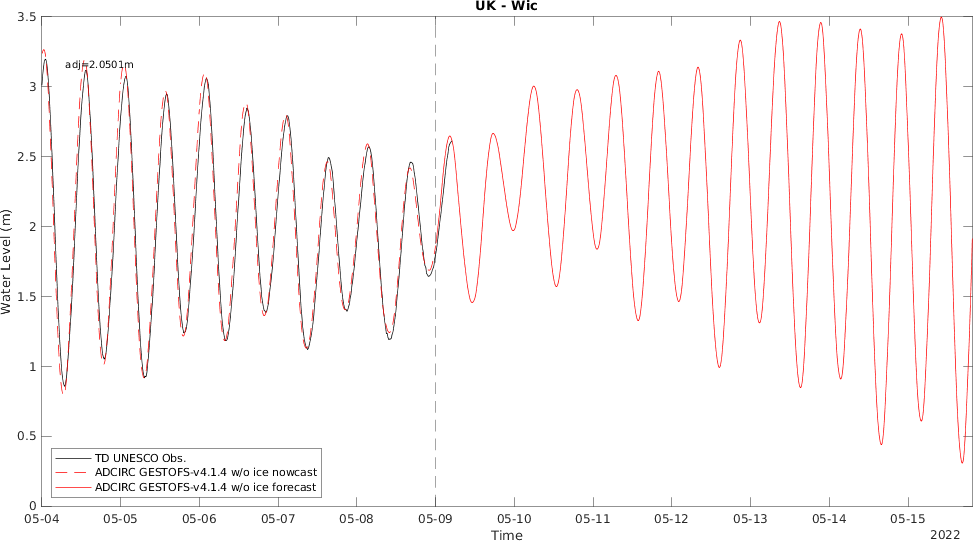 UK - Wic
adj=2.0501m
Water Level (m)
3.5
3
2.5
2
1.5
1
0.5
0
TD UNESCO Obs.
ADCIRC GESTOFS-v4.1.4 w/o ice nowcast
ADCIRC GESTOFS-v4.1.4 w/o ice forecast
05-04 05-05 05-06 05-07 05-08 05-09 05-10 05-11 05-12 05-13 05-14 05-15
Time
2022